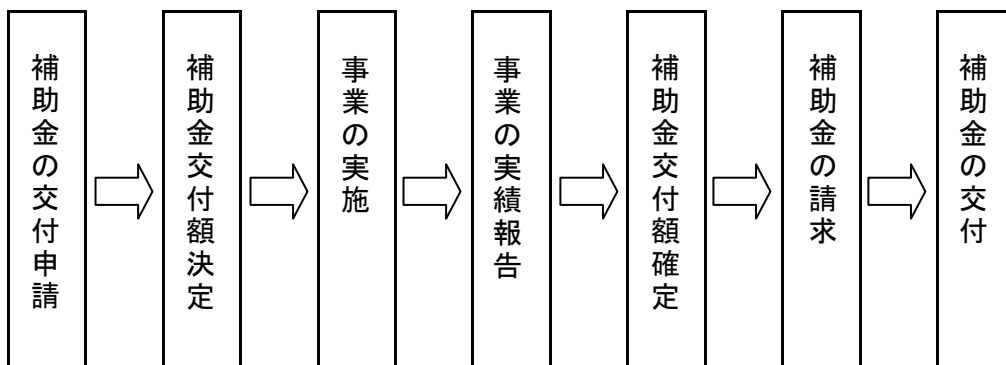 補助金の交付申請
補助金交付額決定
事業の実施
事業の実績報告
補助金交付額確定
補助金の請求
補助金の交付